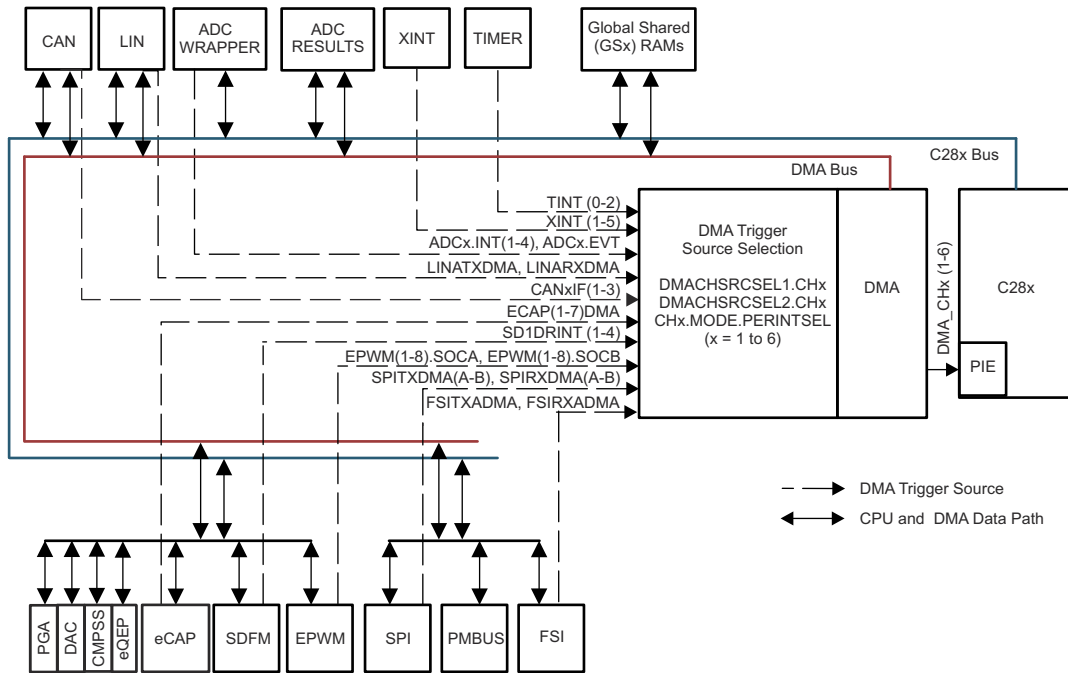 CAN
LIN
ADC
WRAPPER
ADC
RESULTS
XINT
TIMER
Global Shared
(GSx) RAMs
C28x Bus
DMA Bus
TINT (0-2)
XINT (1-5)
ADCx.INT(1-4), ADCx.EVT
LINATXDMA, LINARXDMA
CANxIF(1-3)
ECAP(1-7)DMA
SD1DRINT (1-4)
EPWM(1-8).SOCA, EPWM(1-8).SOCB
SPITXDMA(A-B), SPIRXDMA(A-B)
FSITXADMA, FSIRXADMA
DMA Trigger
Source Selection
DMACHSRCSEL1.CHx
DMACHSRCSEL2.CHx
CHx.MODE.PERINTSEL
(x = 1 to 6)
DMA
DMA_CHx (1-6)
C28x
PIE
DMA Trigger Source
CPU and DMA Data Path
PGA
DAC
CMPSS
eQEP
eCAP
SDFM
EPWM
SPI
PMBUS
FSI